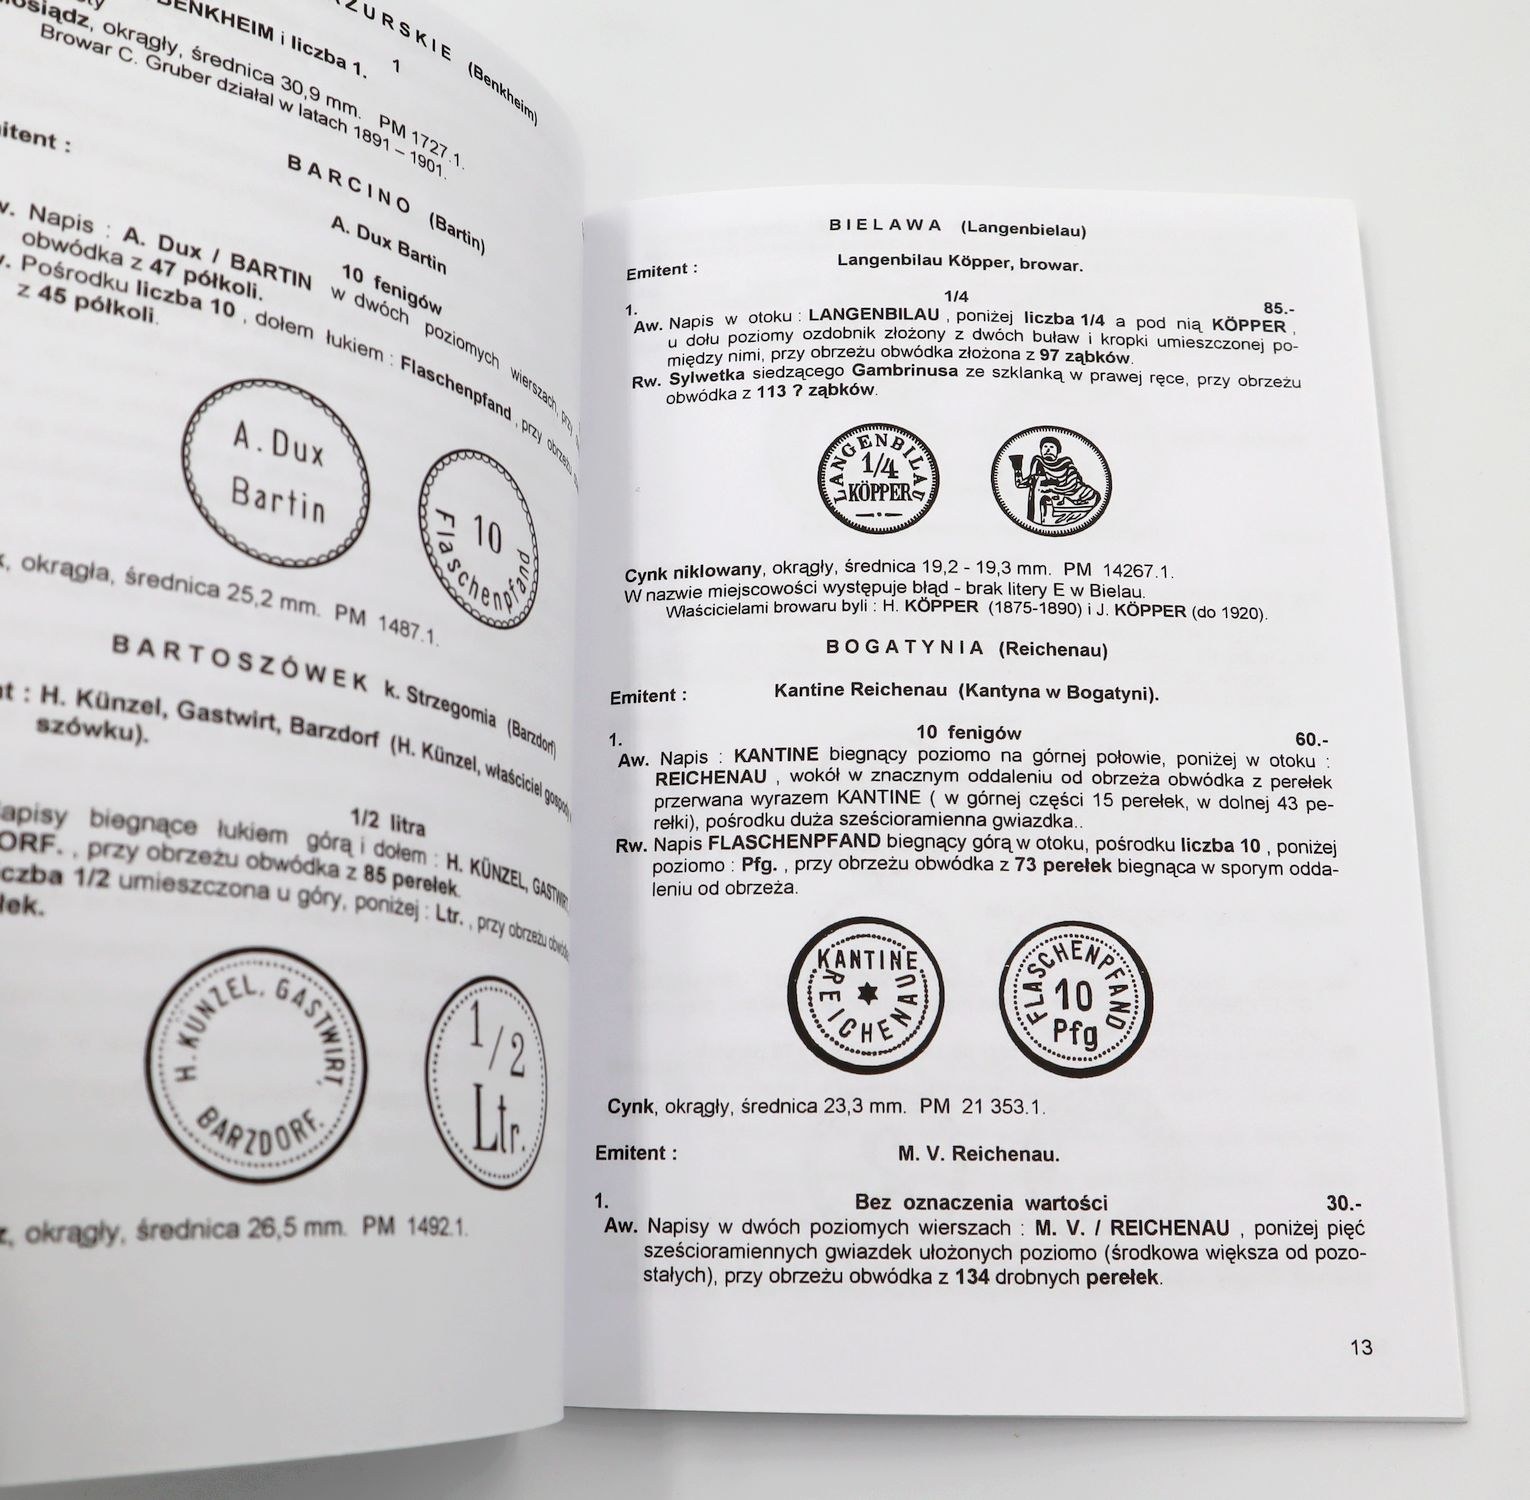 ZURSKIE (Benkheim)
1
BENKHEIM i liczba 1.
okrągły, średnica 30,9 mm. PM 1727.1.
Browar C. Gruber działał w latach 1891 – 1901.
BARCINO (Bartin)
A. Dux Bartin
10 fenigów
Napis : A. Dux / BARTIN w dwóch poziomych wierszach, przy
obwódka z 47 półkoli.
Pośrodku liczba 10 , dołem łukiem : Flaschenpfand , przy obrzeżu
z 45 półkoli.
A. Dux
Bartin
10
Flaschenpfand
okrągła, średnica 25,2 mm. PM 1487.1.
BARTOSZÓWEK k. Strzegomia (Barzdorf)
: H. Künzel, Gastwirt, Barzdorf (H. Künzel, właściciel gospody
szówku).
1/2 litra
biegnące łukiem górą i dołem : H. KÜNZEL, GASTWIRT,
DORF. , przy obrzeżu obwódka z 85 perełek.
1/2 umieszczona u góry, poniżej : Ltr. , przy obrzeżu
H. KÜNZEL, GASTWIRT,
BARZDORF.
1/2
Ltr.
okrągły, średnica 26,5 mm. PM 1492.1.
BIELAWA (Langenbielau)
Emitent : Langenbilau Köpper, browar.
1. 1/4 85.-
Aw. Napis w otoku : LANGENBILAU , poniżej liczba 1/4 a pod nią KÖPPER ,
u dołu poziomy ozdobnik złożony z dwóch buław i kropki umieszczonej po-
między nimi, przy obrzeżu obwódka złożona z 97 ząbków.
Rw. Sylwetka siedzącego Gambrinusa ze szklanką w prawej ręce, przy obrzeżu
obwódka z 113 ? ząbków.
LANGENBILAU
1/4
KÖPPER
Cynk niklowany, okrągły, średnica 19,2 - 19,3 mm. PM 14267.1.
W nazwie miejscowości występuje błąd - brak litery E w Bielau.
Właścicielami browaru byli : H. KÖPPER (1875-1890) i J. KÖPPER (do 1920).
BOGATYNIA (Reichenau)
Emitent : Kantine Reichenau (Kantyna w Bogatyni).
1. 10 fenigów 60.-
Aw. Napis : KANTINE biegnący poziomo na górnej połowie, poniżej w otoku :
REICHENAU , wokół w znacznym oddaleniu od obrzeża obwódka z perełek
przerwana wyrazem KANTINE ( w górnej części 15 perełek, w dolnej 43 pe-
rełki), pośrodku duża sześcioramienna gwiazdka..
Rw. Napis FLASCHENPFAND biegnący górą w otoku, pośrodku liczba 10 , poniżej
poziomo : Pfg. , przy obrzeżu obwódka z 73 perełek biegnąca w sporym odda-
leniu od obrzeża.
KANTINE
REICHENAU
FLASCHENPFAND
10
Pfg
Cynk, okrągły, średnica 23,3 mm. PM 21 353.1.
Emitent : M. V. Reichenau.
1. Bez oznaczenia wartości 30.-
Aw. Napisy w dwóch poziomych wierszach : M. V. / REICHENAU , poniżej pięć
sześcioramiennych gwiazdek ułożonych poziomo (środkowa większa od pozo-
stałych), przy obrzeżu obwódka z 134 drobnych perełek.
13